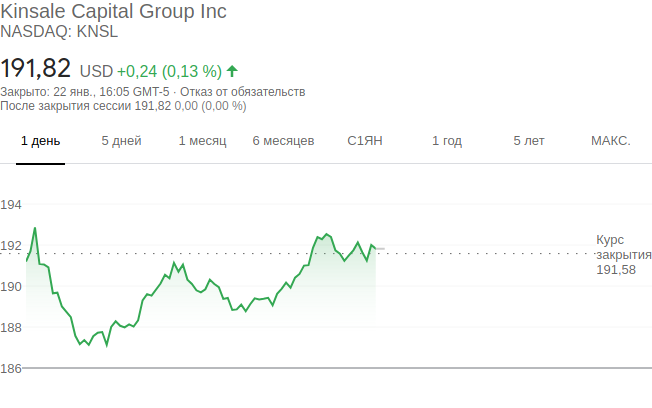 Kinsale Capital Group Inc
NASDAQ: KNSL
191,82 USD +0,24 (0,13 %)
Закрыто: 22 янв., 16:05 GMT-5 · Отказ от обязательств
После закрытия сессии 191,82 0,00 (0,00 %)
1 день 5 дней 1 месяц 6 месяцев С1ЯН 1 год 5 лет МАКС.
194
192
190
188
186
Курс
закрытия
191,58